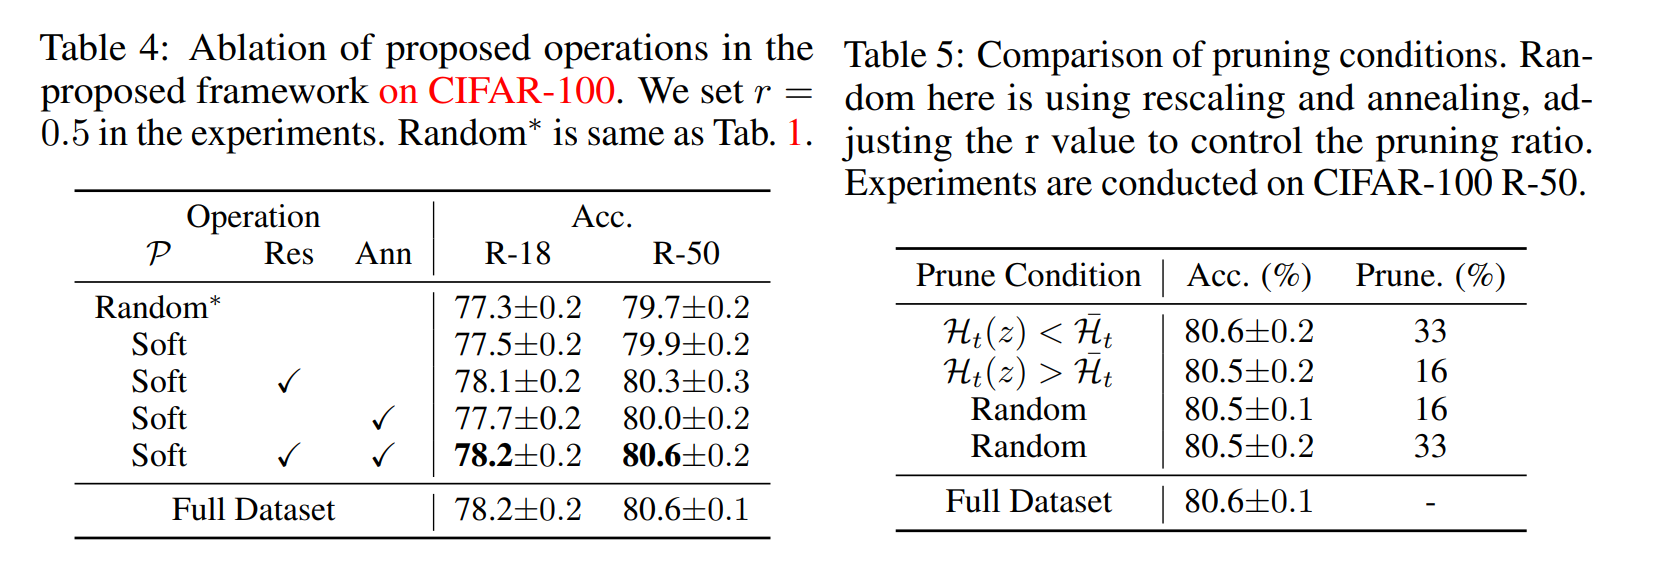 Table 4: Ablation of proposed operations in the
proposed framework on CIFAR-100. We set r =
0.5 in the experiments. Random* is same as Tab. 1.
Operation Acc.
P Res Ann R-18 R-50
Random* 77.3±0.2 79.7±0.2
Soft 77.5±0.2 79.9±0.2
Soft ✓ 78.1±0.2 80.3±0.3
Soft ✓ 77.7±0.2 80.0±0.2
Soft ✓ ✓ 78.2±0.2 80.6±0.2
Full Dataset 78.2±0.2 80.6±0.1
Table 5: Comparison of pruning conditions. Ran-
dom here is using rescaling and annealing, ad-
justing the r value to control the pruning ratio.
Experiments are conducted on CIFAR-100 R-50.
Prune Condition Acc. (%) Prune. (%)
ℋₜ(z) < ℋ̄ₜ 80.6±0.2 33
ℋₜ(z) > ℋ̄ₜ 80.5±0.2 16
Random 80.5±0.1 16
Random 80.5±0.2 33
Full Dataset 80.6±0.1 -